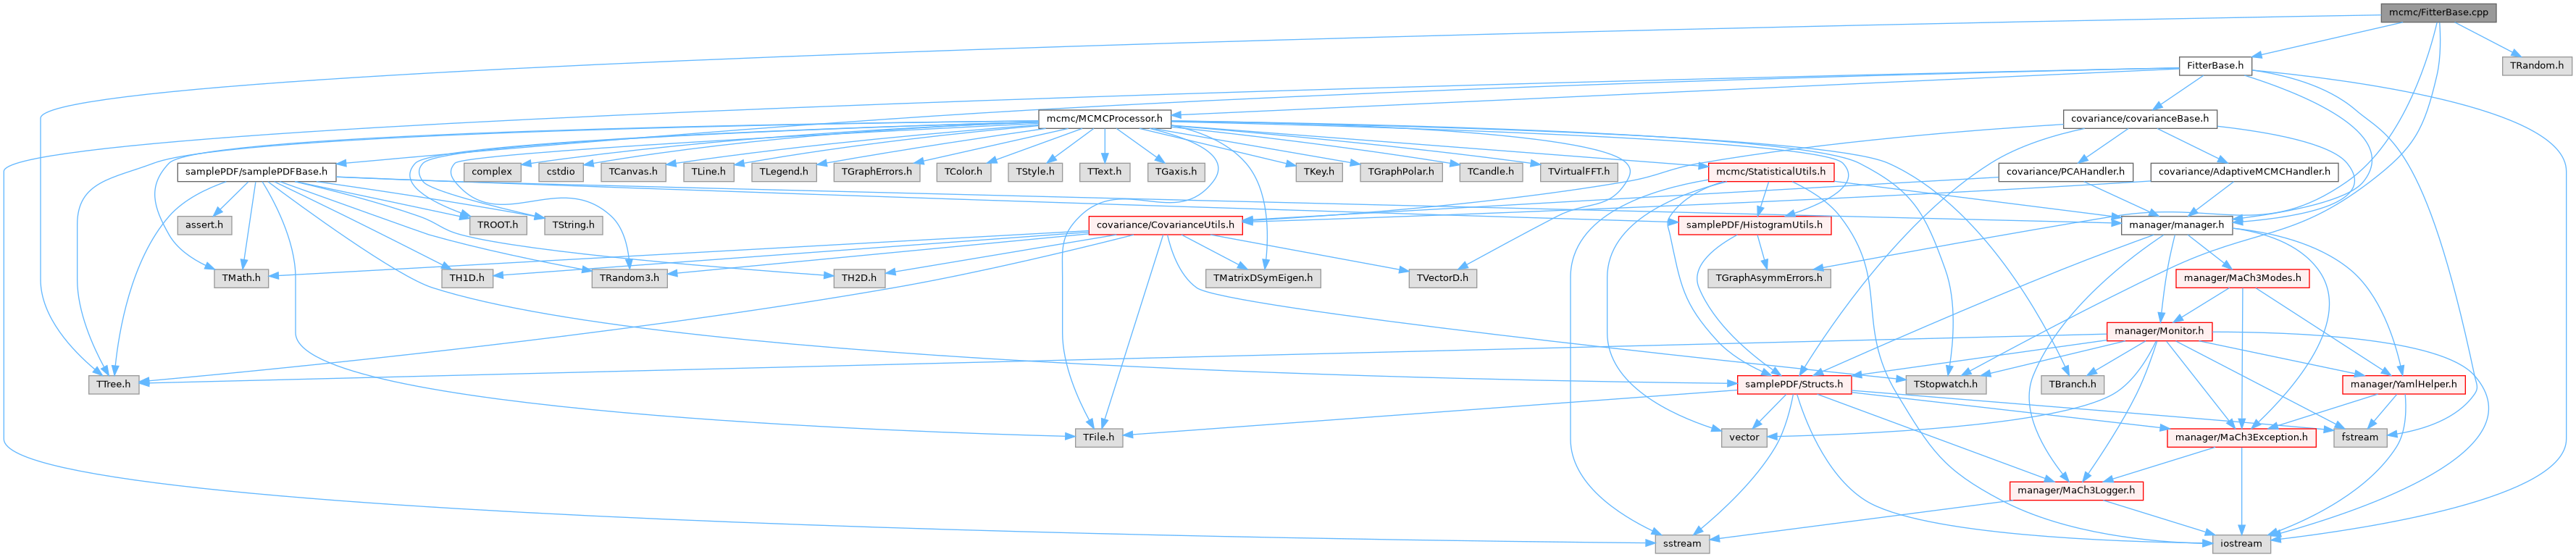 mcmc/FitterBase.cpp
FitterBase.h
TRandom.h
mcmc/MCMCProcessor.h
covariance/covarianceBase.h
samplePDF/samplePDFBase.h
complex
cstdio
TCanvas.h
TLine.h
TLegend.h
TGraphErrors.h
TColor.h
TStyle.h
TText.h
TGaxis.h
TKey.h
TGraphPolar.h
TCandle.h
TVirtualFFT.h
mcmc/StatisticalUtils.h
covariance/PCAHandler.h
covariance/AdaptiveMCMCHandler.h
assert.h
TROOT.h
TString.h
covariance/CovarianceUtils.h
samplePDF/HistogramUtils.h
manager/manager.h
TMath.h
TH1D.h
TRandom3.h
TH2D.h
TMatrixDSymEigen.h
TVectorD.h
TGraphAsymmErrors.h
manager/MaCh3Modes.h
manager/Monitor.h
TTree.h
samplePDF/Structs.h
TStopwatch.h
TBranch.h
manager/YamlHelper.h
TFile.h
vector
manager/MaCh3Exception.h
fstream
manager/MaCh3Logger.h
sstream
iostream